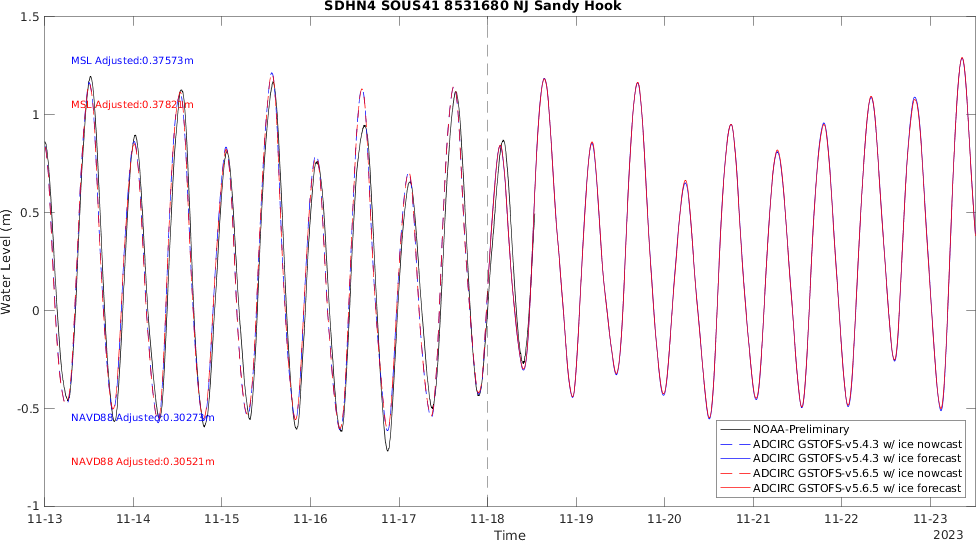 SDHN4 SOUS41 8531680 NJ Sandy Hook
1.5
1
0.5
0
-0.5
-1
Water Level (m)
MSL Adjusted:0.37573m
MSL Adjusted:0.37821m
NAVD88 Adjusted:0.30273m
NAVD88 Adjusted:0.30521m
NOAA-Preliminary
ADCIRC GSTOFS-v5.4.3 w/ ice nowcast
ADCIRC GSTOFS-v5.4.3 w/ ice forecast
ADCIRC GSTOFS-v5.6.5 w/ ice nowcast
ADCIRC GSTOFS-v5.6.5 w/ ice forecast
11-13 11-14 11-15 11-16 11-17 11-18 11-19 11-20 11-21 11-22 11-23
Time
2023